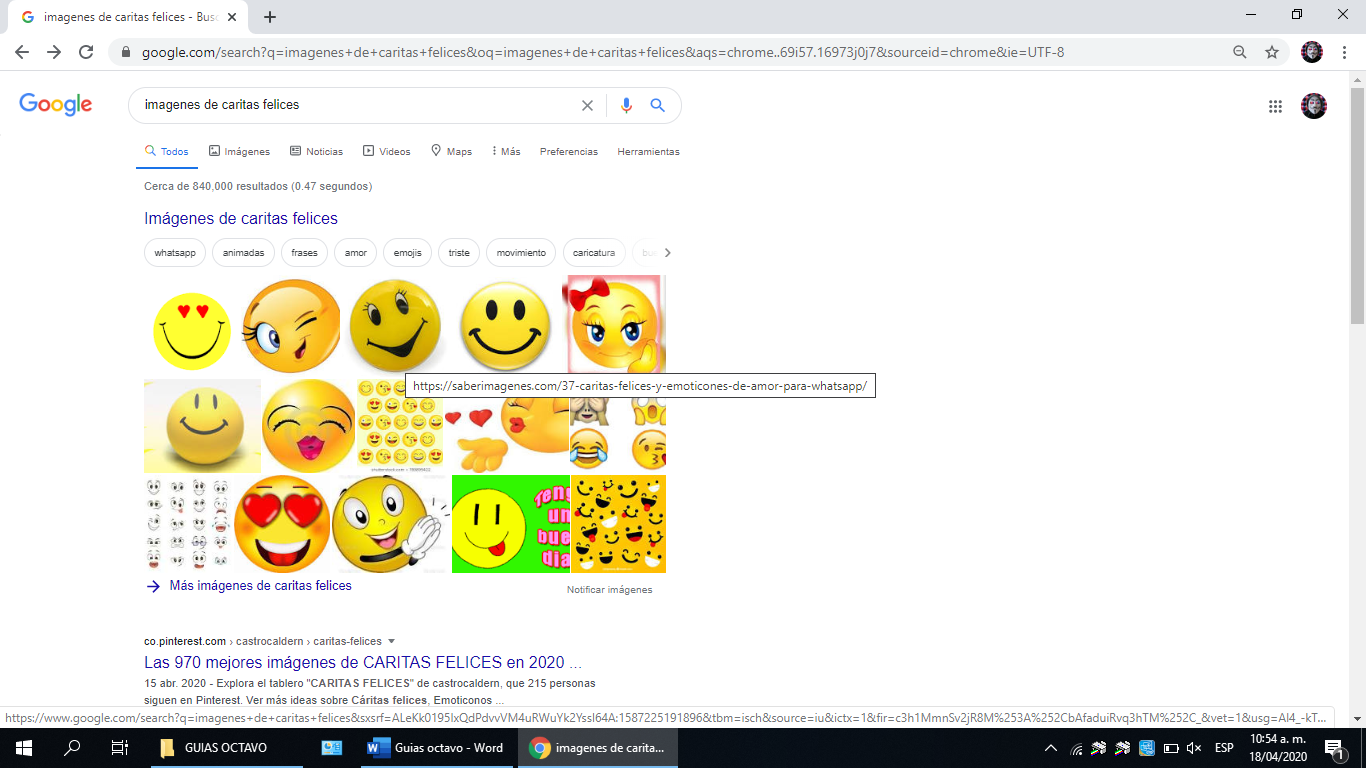 imagenes de caritas felices - Busc
google.com/search?q=imagenes+de+caritas+felices&oq=imagenes+de+caritas+felices&aqs=chrome..69i57.16973j0j7&sourceid=chrome&ie=UTF-8
Google
imagenes de caritas felices
Todos
Imágenes
Noticias
Videos
Maps
Más
Preferencias
Herramientas
Cerca de 840,000 resultados (0.47 segundos)
Imágenes de caritas felices
whatsapp
animadas
frases
amor
emojis
triste
movimiento
caricatura
https://saberimagenes.com/37-caritas-felices-y-emoticones-de-amor-para-whatsapp/
Teng
un
bue
dia
Más imágenes de caritas felices
Notificar imágenes
co.pinterest.com › castrocaldern › caritas-felices
Las 970 mejores imágenes de CARITAS FELICES en 2020 ...
15 abr. 2020 - Explora el tablero "CARITAS FELICES" de castrocaldern, que 215 personas
siguen en Pinterest. Ver más ideas sobre Cáritas felices, Emoticonos ...
GUIAS OCTAVO
Guias octavo - Word
imagenes de carita...
ESP
10:54 a. m.
18/04/2020
1